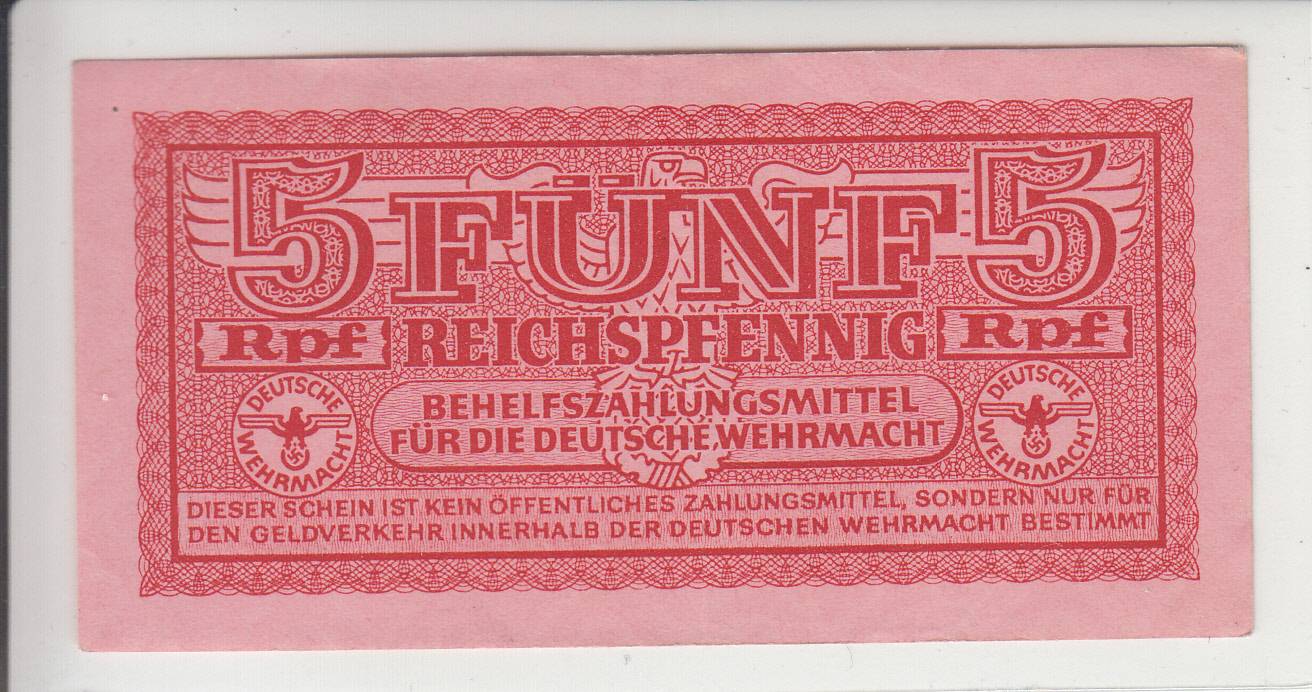 5 FÜNF 5
Rpf REICHSPFENNIG Rpf
DEUTSCHE WEHRMACHT
BEHELFSZAHLUNGSMITTEL
FÜR DIE DEUTSCHE WEHRMACHT
DEUTSCHE WEHRMACHT
DIESER SCHEIN IST KEIN ÖFFENTLICHES ZAHLUNGSMITTEL, SONDERN NUR FÜR
DEN GELDVERKEHR INNERHALB DER DEUTSCHEN WEHRMACHT BESTIMMT